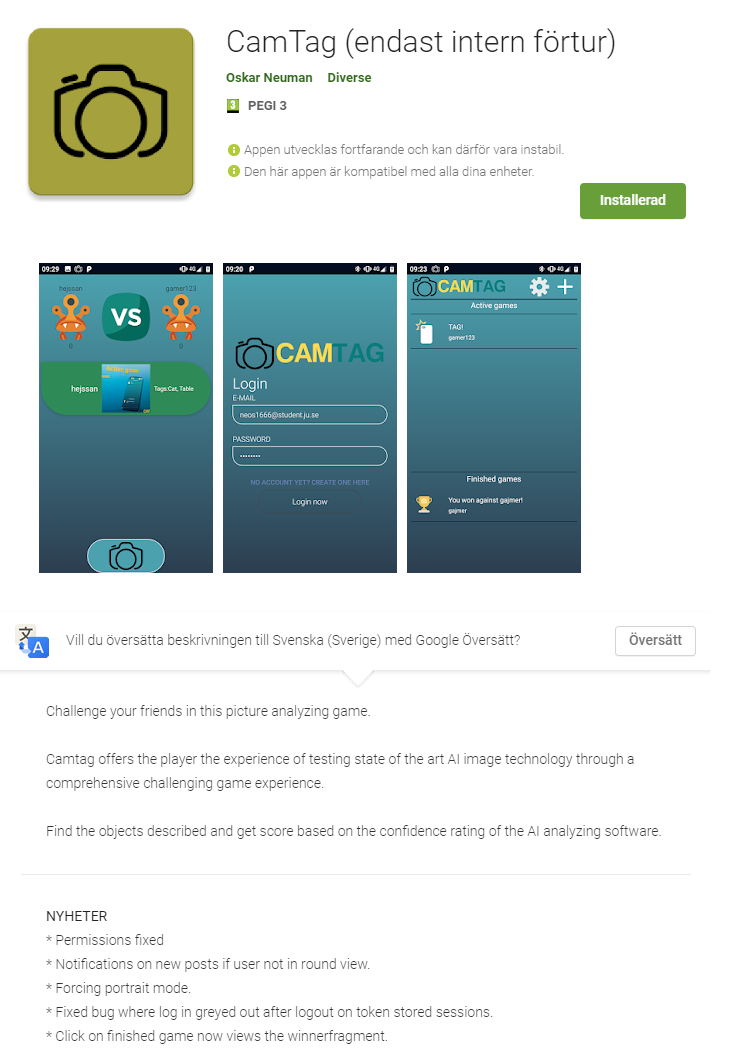 CamTag (endast intern förtur)
Oskar Neuman Diverse
3 PEGI 3
Appen utvecklas fortfarande och kan därför vara instabil.
Den här appen är kompatibel med alla dina enheter.
Installerad
09:29 P 4G
hejssan gamer123
VS
0 0
hejssan Tags:Cat, Table
09:20 P 4G
CAMTAG
Login
E-MAIL
neos1666@student.ju.se
PASSWORD
········
NO ACCOUNT YET? CREATE ONE HERE
Login now
09:23 P 4G
CAMTAG
Active games
TAG!
gamer123
Finished games
You won against gajmer!
gajmer
文 A
Vill du översätta beskrivningen till Svenska (Sverige) med Google Översätt?
Översätt
Challenge your friends in this picture analyzing game.
Camtag offers the player the experience of testing state of the art AI image technology through a
comprehensive challenging game experience.
Find the objects described and get score based on the confidence rating of the AI analyzing software.
NYHETER
* Permissions fixed
* Notifications on new posts if user not in round view.
* Forcing portrait mode.
* Fixed bug where log in greyed out after logout on token stored sessions.
* Click on finished game now views the winnerfragment.